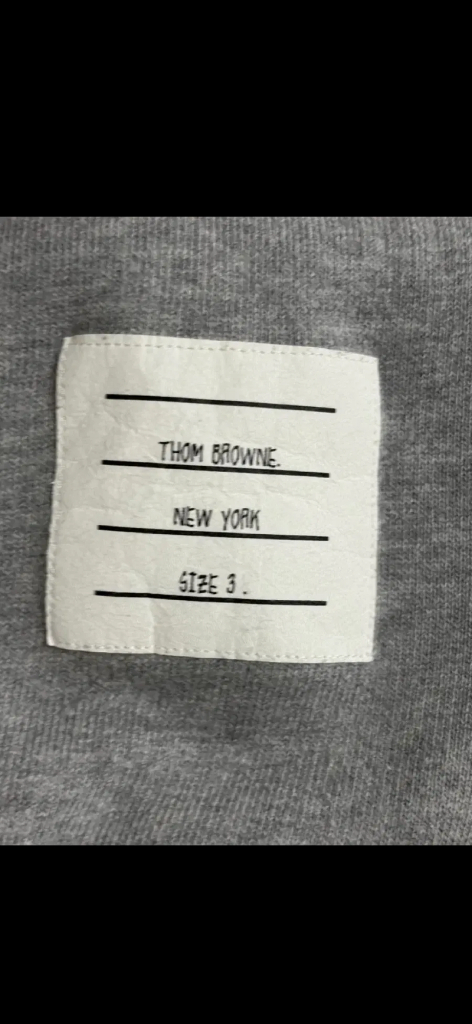 THOM BROWNE.
NEW YORK
SIZE 3.